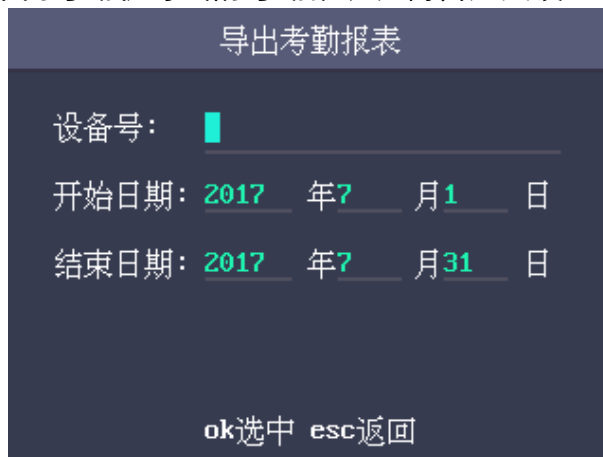 导出考勤报表
设备号：
开始日期：2017 年7 月1 日
结束日期：2017 年7 月31 日
ok选中 esc返回